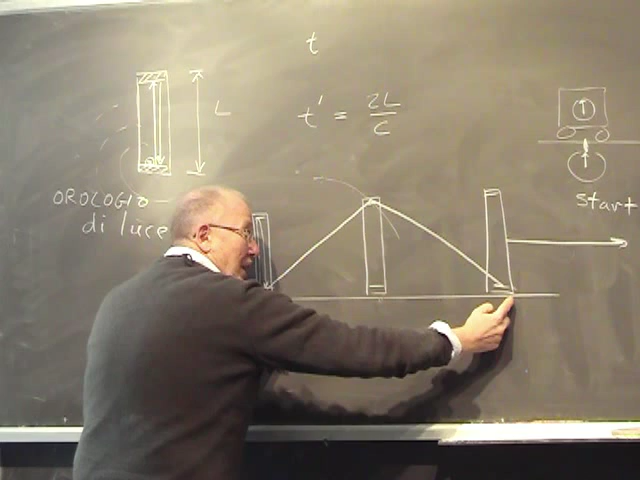 t
L
t' = 2L/c
OROLOGIO
di luce
start